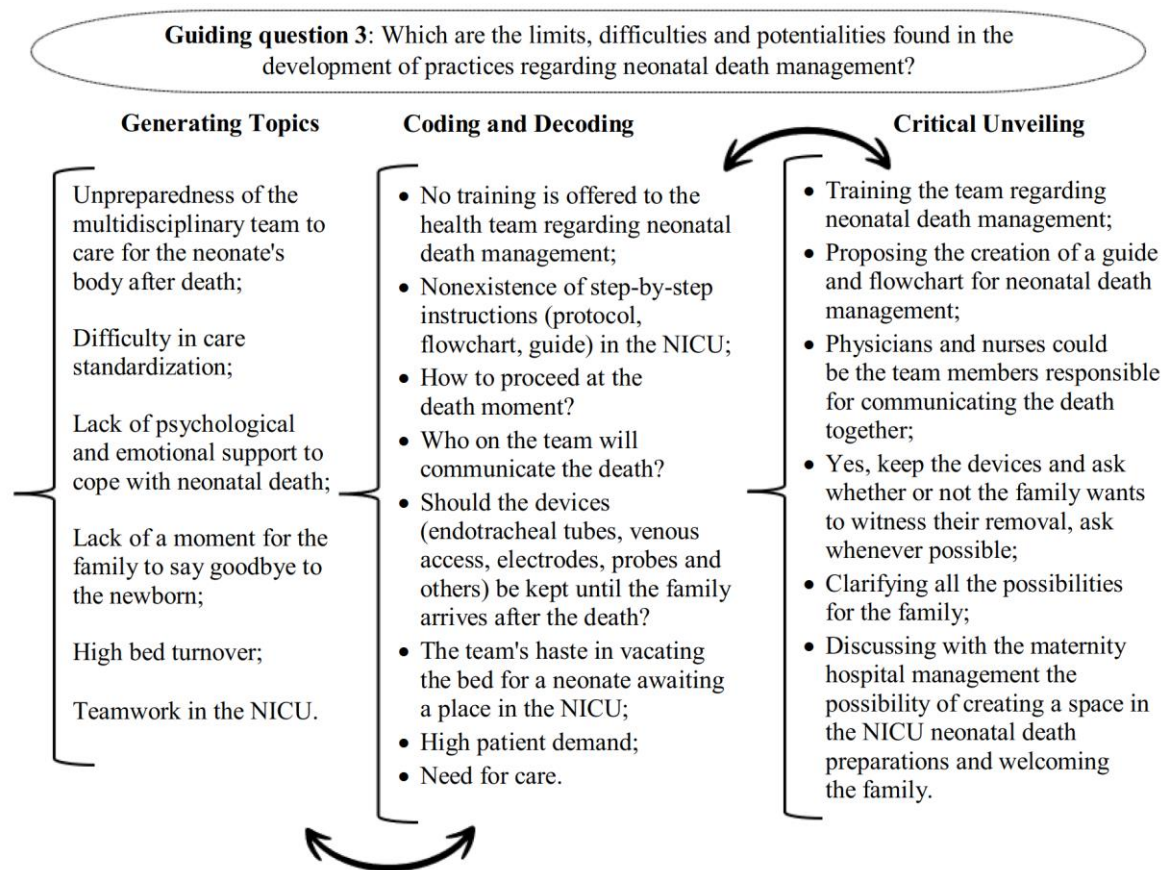 Guiding question 3: Which are the limits, difficulties and potentialities found in the
development of practices regarding neonatal death management?
Generating Topics
Unpreparedness of the
multidisciplinary team to
care for the neonate's
body after death;
Difficulty in care
standardization;
Lack of psychological
and emotional support to
cope with neonatal death;
Lack of a moment for the
family to say goodbye to
the newborn;
High bed turnover;
Teamwork in the NICU.
Coding and Decoding
• No training is offered to the
health team regarding neonatal
death management;
• Nonexistence of step-by-step
instructions (protocol,
flowchart, guide) in the NICU;
• How to proceed at the
death moment?
• Who on the team will
communicate the death?
• Should the devices
(endotracheal tubes, venous
access, electrodes, probes and
others) be kept until the family
arrives after the death?
• The team's haste in vacating
the bed for a neonate awaiting
a place in the NICU;
• High patient demand;
• Need for care.
Critical Unveiling
• Training the team regarding
neonatal death management;
• Proposing the creation of a guide
and flowchart for neonatal death
management;
• Physicians and nurses could
be the team members responsible
for communicating the death
together;
• Yes, keep the devices and ask
whether or not the family wants
to witness their removal, ask
whenever possible;
• Clarifying all the possibilities
for the family;
• Discussing with the maternity
hospital management the
possibility of creating a space in
the NICU neonatal death
preparations and welcoming
the family.